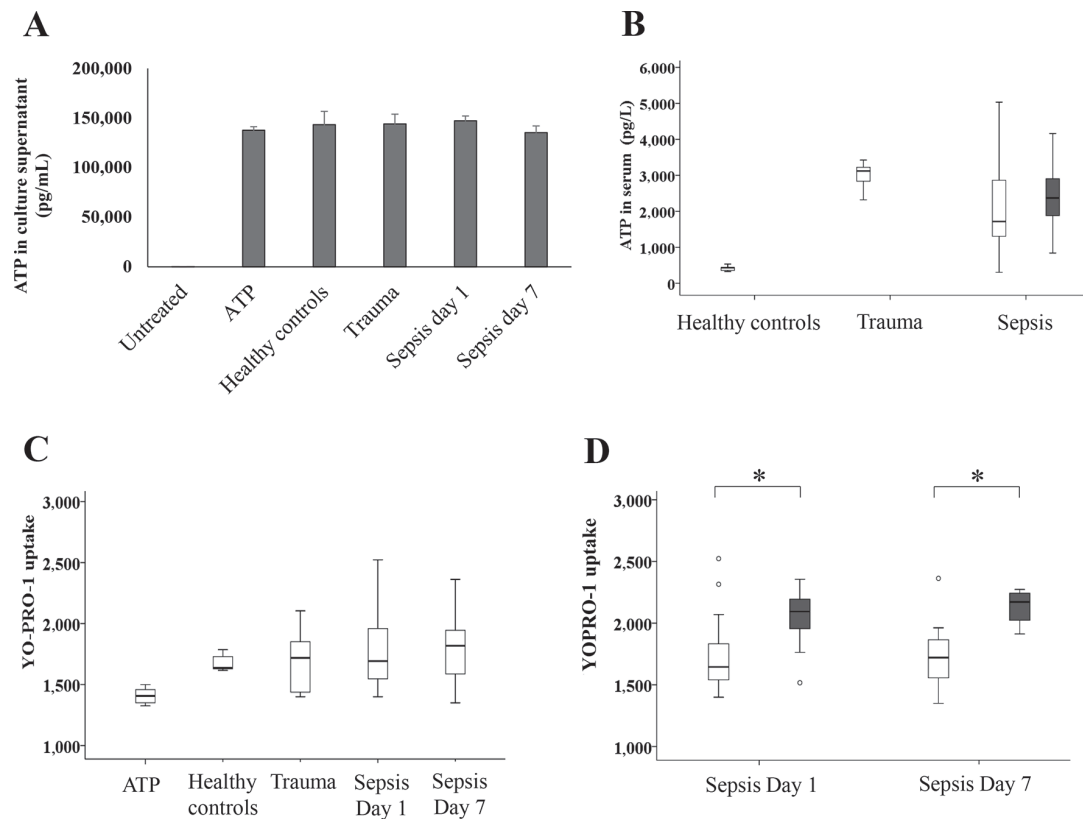 A
200,000
150,000
100,000
50,000
0
ATP in culture supernatant
(pg/mL)
Untreated
ATP
Healthy controls
Trauma
Sepsis day 1
Sepsis day 7
B
6,000
5,000
4,000
3,000
2,000
1,000
0
ATP in serum (pg/L)
Healthy controls
Trauma
Sepsis
C
3,000
2,500
2,000
1,500
1,000
YO-PRO-1 uptake
ATP
Healthy
controls
Trauma
Sepsis
Day 1
Sepsis
Day 7
D
*
*
3,000
2,500
2,000
1,500
1,000
YOPRO-1 uptake
Sepsis Day 1
Sepsis Day 7